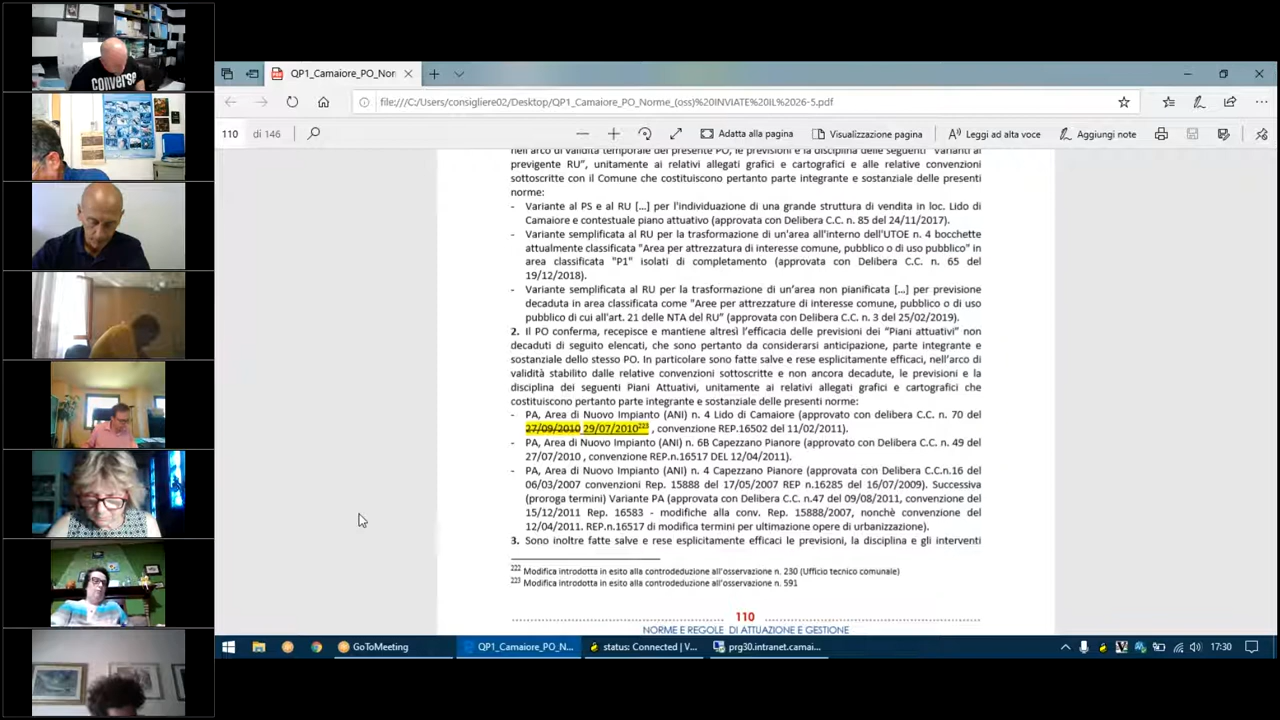 CONVERSE
QP1_Camaiore_PO_Nor
file:///C:/Users/consigliere02/Desktop/QP1_Camaiore_PO_Norme_(oss)%20INVIATE%20IL%2026-5.pdf
110 di 146
Adatta alla pagina
Visualizzazione pagina
Leggi ad alta voce
Aggiungi note
nell'arco di validità temporale del presente PO, le previsioni e la disciplina delle seguenti "Varianti al
previgente RU", unitamente ai relativi allegati grafici e cartografici e alle relative convenzioni
sottoscritte con il Comune che costituiscono pertanto parte integrante e sostanziale delle presenti
norme:
- Variante al PS e al RU [...] per l'individuazione di una grande struttura di vendita in loc. Lido di
Camaiore e contestuale piano attuativo (approvata con Delibera C.C. n. 85 del 24/11/2017).
- Variante semplificata al RU per la trasformazione di un'area all'interno dell'UTOE n. 4 bocchette
attualmente classificata "Area per attrezzatura di interesse comune, pubblico o di uso pubblico" in
area classificata "P1" isolati di completamento (approvata con Delibera C.C. n. 65 del
19/12/2018).
- Variante semplificata al RU per la trasformazione di un'area non pianificata [...] per previsione
decaduta in area classificata come "Aree per attrezzature di interesse comune, pubblico o di uso
pubblico di cui all'art. 21 delle NTA del RU" (approvata con Delibera C.C. n. 3 del 25/02/2019).
2. Il PO conferma, recepisce e mantiene altresì l'efficacia delle previsioni dei "Piani attuativi" non
decaduti di seguito elencati, che sono pertanto da considerarsi anticipazione, parte integrante e
sostanziale dello stesso PO. In particolare sono fatte salve e rese esplicitamente efficaci, nell'arco di
validità stabilito dalle relative convenzioni sottoscritte e non ancora decadute, le previsioni e la
disciplina dei seguenti Piani Attuativi, unitamente ai relativi allegati grafici e cartografici che
costituiscono pertanto parte integrante e sostanziale delle presenti norme:
- PA, Area di Nuovo Impianto (ANI) n. 4 Lido di Camaiore (approvato con delibera C.C. n. 70 del
27/09/2010 29/07/2010223 , convenzione REP.16502 del 11/02/2011).
- PA, Area di Nuovo Impianto (ANI) n. 6B Capezzano Pianore (approvato con Delibera C.C. n. 49 del
27/07/2010 , convenzione REP.n.16517 DEL 12/04/2011).
- PA, Area di Nuovo Impianto (ANI) n. 4 Capezzano Pianore (approvato con Delibera C.C.n.16 del
06/03/2007 convenzioni Rep. 15888 del 17/05/2007 REP n.16285 del 16/07/2009). Successiva
(proroga termini) Variante PA (approvata con Delibera C.C. n.47 del 09/08/2011, convenzione del
15/12/2011 Rep. 16583 - modifiche alla conv. Rep. 15888/2007, nonchè convenzione del
12/04/2011. REP.n.16517 di modifica termini per ultimazione opere di urbanizzazione).
3. Sono inoltre fatte salve e rese esplicitamente efficaci le previsioni, la disciplina e gli interventi
222 Modifica introdotta in esito alla controdeduzione all'osservazione n. 230 (Ufficio tecnico comunale)
223 Modifica introdotta in esito alla controdeduzione all'osservazione n. 591
110
NORME E REGOLE DI ATTUAZIONE E GESTIONE
GoToMeeting
QP1_Camaiore_PO_N...
status: Connected | V...
prg30.intranet.camai...
17:30